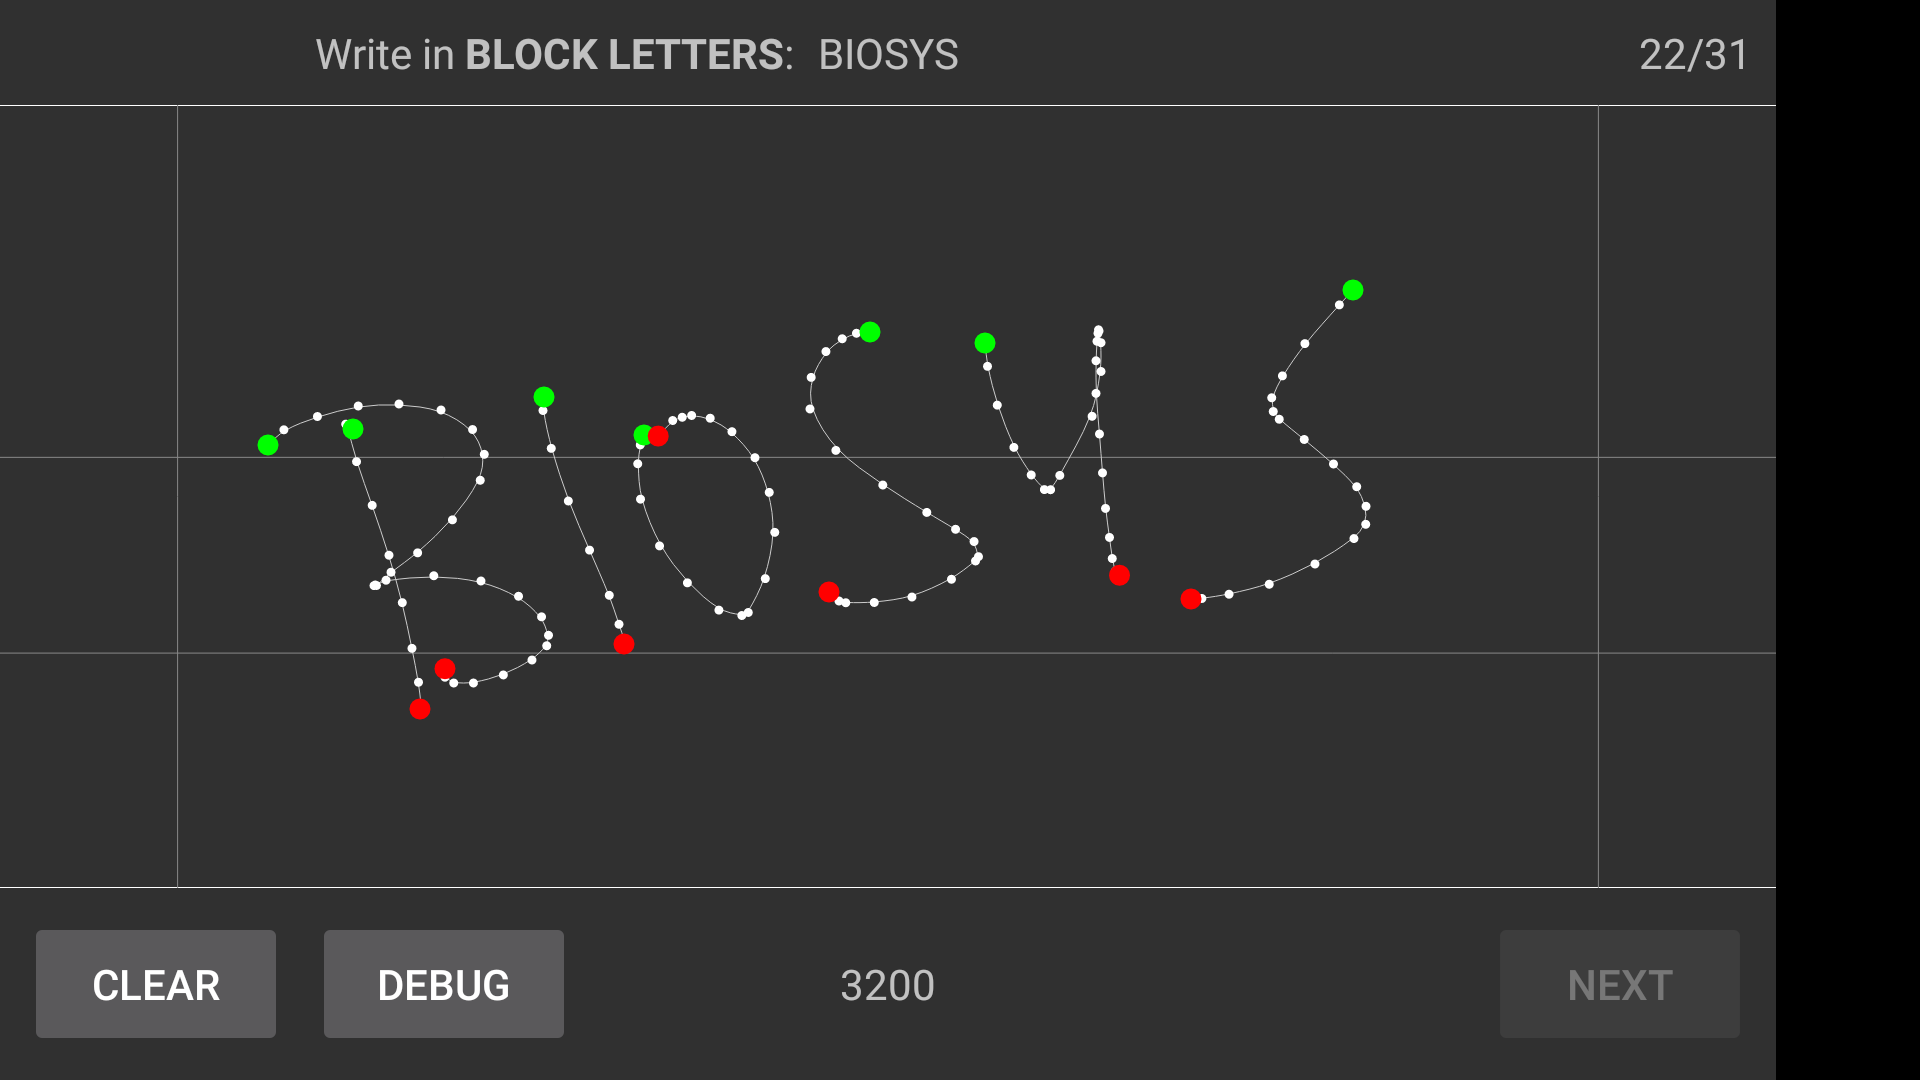 Write in BLOCK LETTERS: BIOSYS
22/31
BIOSYS
CLEAR
DEBUG
3200
NEXT